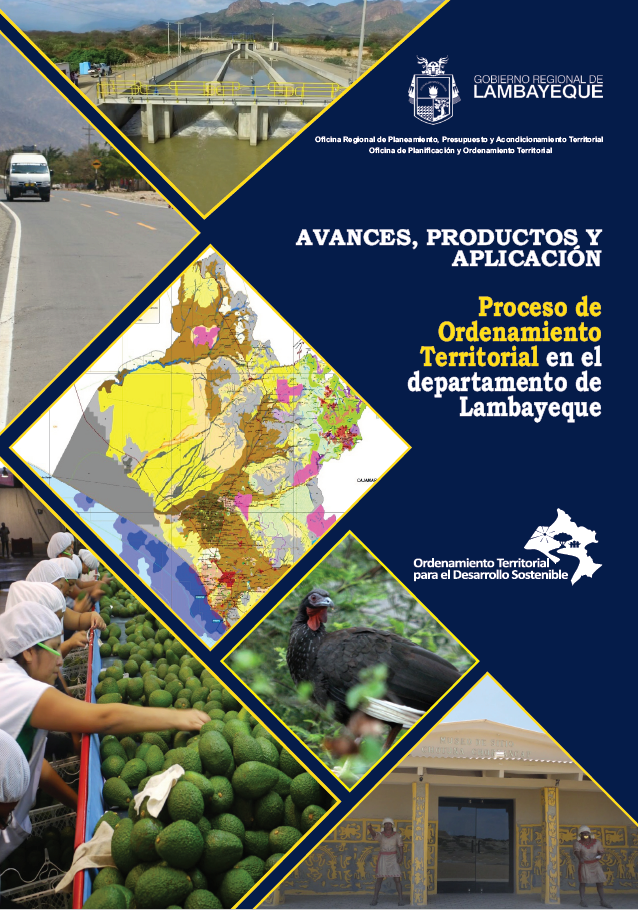 GOBIERNO REGIONAL DE
LAMBAYEQUE
Oficina Regional de Planeamiento, Presupuesto y Acondicionamiento Territorial
Oficina de Planificación y Ordenamiento Territorial
AVANCES, PRODUCTOS Y
APLICACIÓN
Proceso de
Ordenamiento
Territorial en el
departamento de
Lambayeque
Ordenamiento Territorial
para el Desarrollo Sostenible